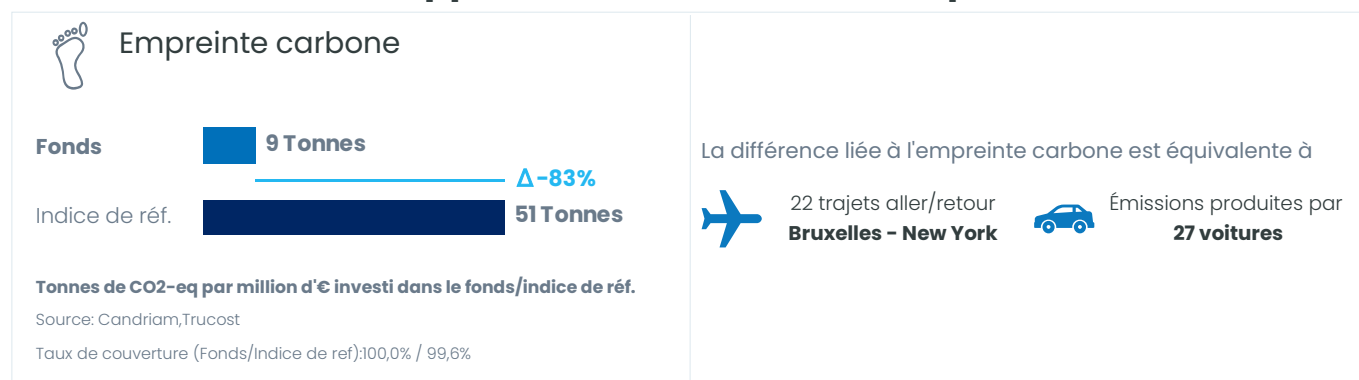 Empreinte carbone
Fonds
9 Tonnes
Δ-83%
Indice de réf.
51 Tonnes
Tonnes de CO2-eq par million d'€ investi dans le fonds/indice de réf.
Source: Candriam,Trucost
Taux de couverture (Fonds/Indice de ref):100,0% / 99,6%
La différence liée à l'empreinte carbone est équivalente à
22 trajets aller/retour
Bruxelles - New York
Émissions produites par
27 voitures